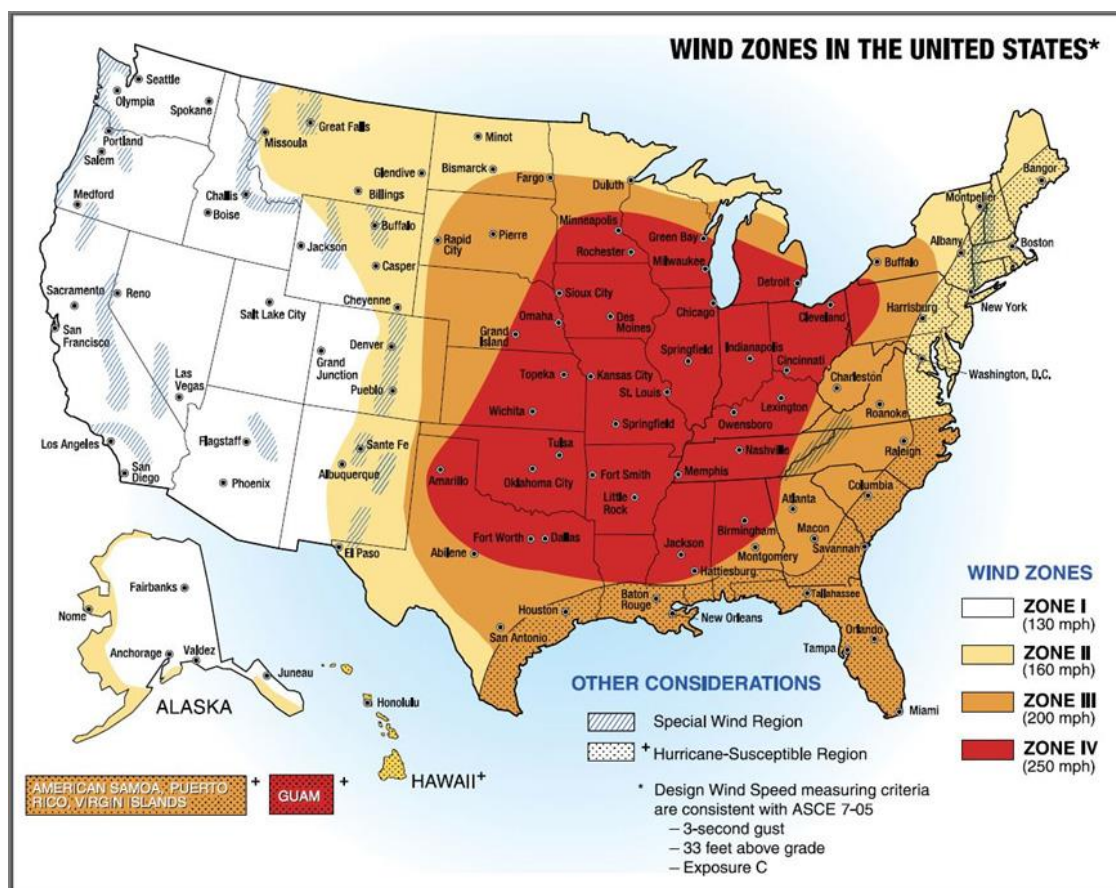 WIND ZONES IN THE UNITED STATES*
Seattle
Olympia
Spokane
Portland
Salem
Medford
Missoula
Great Falls
Glendive
Billings
Challis
Boise
Jackson
Buffalo
Casper
Cheyenne
Minot
Bismarck
Fargo
Duluth
Rapid City
Pierre
Minneapolis
Rochester
Green Bay
Milwaukee
Detroit
Buffalo
Albany
Montpelier
Bangor
Boston
New York
Harrisburg
Washington, D.C.
Sacramento
San
Francisco
Reno
Las
Vegas
Salt Lake City
Grand
Junction
Denver
Pueblo
Grand
Island
Omaha
Sioux City
Des
Moines
Chicago
Cleveland
Springfield
Indianapolis
Cincinnati
Charleston
Roanoke
Topeka
Kansas City
St. Louis
Lexington
Owensboro
Wichita
Springfield
Nashville
Raleigh
Los Angeles
San
Diego
Flagstaff
Phoenix
Sante Fe
Albuquerque
El Paso
Amarillo
Tulsa
Oklahoma City
Fort Smith
Little
Rock
Memphis
Atlanta
Columbia
Macon
Savannah
Birmingham
Montgomery
Fort Worth
Dallas
Abilene
Jackson
Hattiesburg
Baton
Rouge
New Orleans
Houston
San Antonio
Tallahassee
Orlando
Tampa
Miami
Fairbanks
Nome
Anchorage
Valdez
Juneau
ALASKA
Honolulu
HAWAII+
AMERICAN SAMOA, PUERTO
RICO, VIRGIN ISLANDS
+
GUAM
+
OTHER CONSIDERATIONS
Special Wind Region
+ Hurricane-Susceptible Region
* Design Wind Speed measuring criteria
are consistent with ASCE 7-05
– 3-second gust
– 33 feet above grade
– Exposure C
WIND ZONES
ZONE I
(130 mph)
ZONE II
(160 mph)
ZONE III
(200 mph)
ZONE IV
(250 mph)